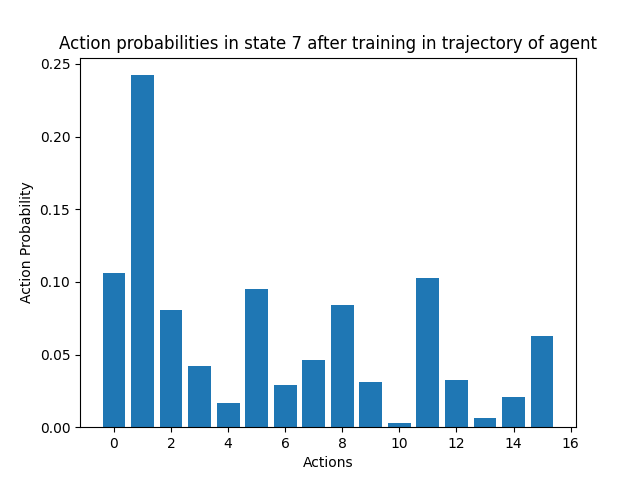 Action probabilities in state 7 after training in trajectory of agent
0.25
0.20
0.15
0.10
0.05
0.00
Action Probability
0 2 4 6 8 10 12 14 16
Actions